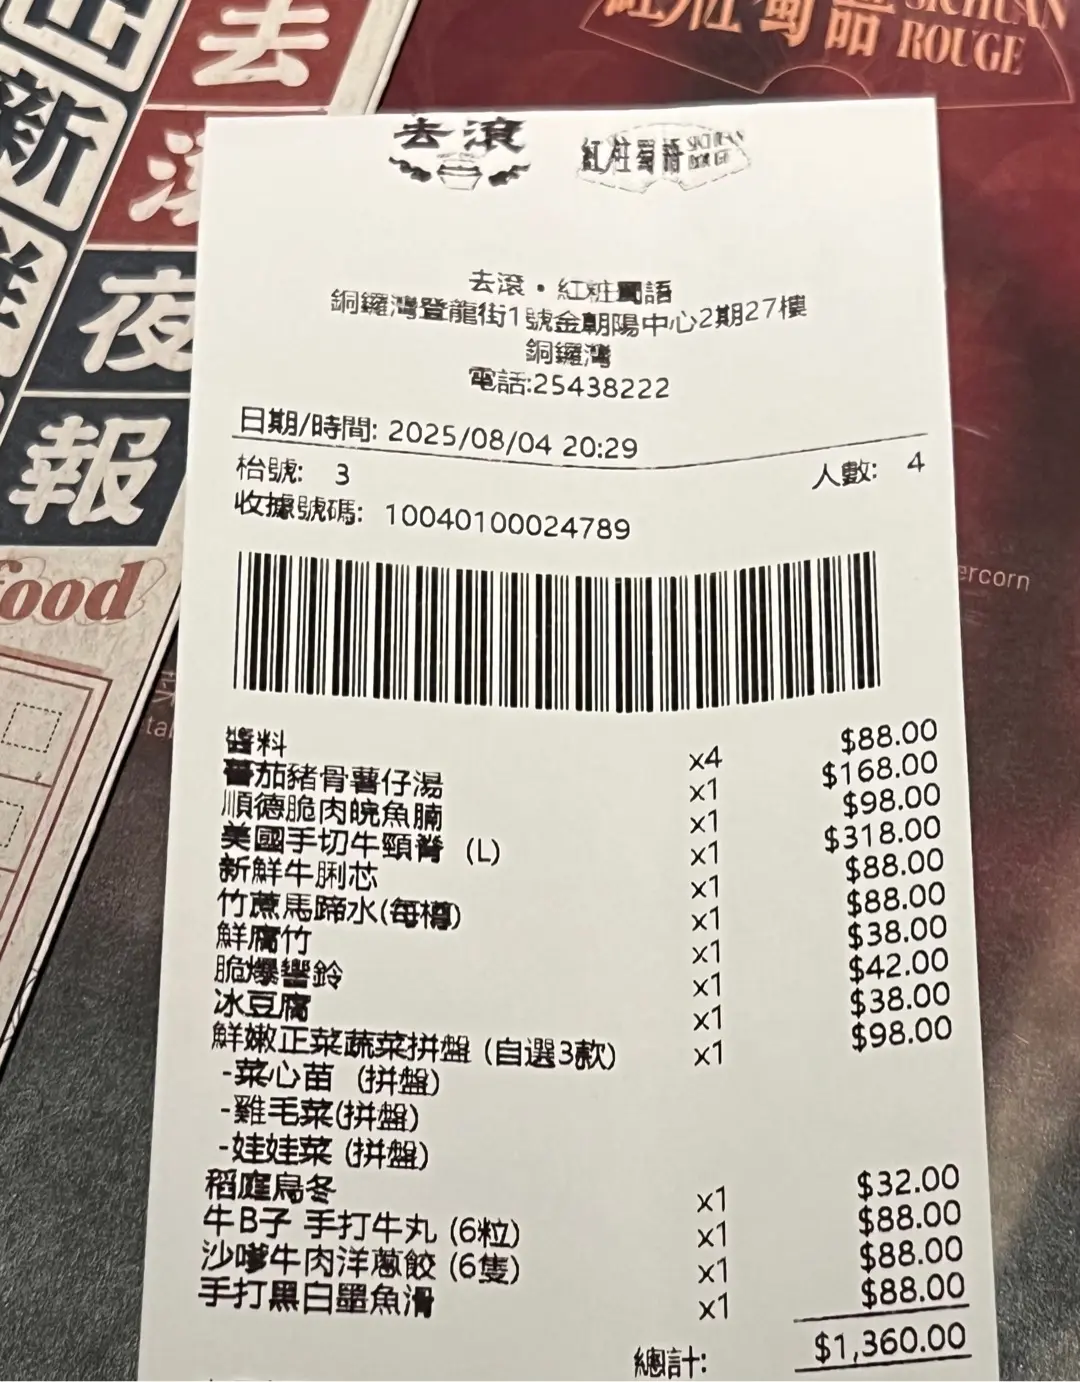 新
去
滾
夜
報
food
紅粧蜀語 SICHUAN
ROUGE
ercorn
去滾
紅粧蜀語 SICHUAN
ROUGE
去滾・紅粧蜀語
銅鑼灣登龍街1號金朝陽中心2期27樓
銅鑼灣
電話:25438222
日期/時間: 2025/08/04 20:29
枱號: 3 人數: 4
收據號碼: 10040100024789
醬料 x4 $88.00
蕃茄豬骨薯仔湯 x1 $168.00
順德脆肉皖魚腩 x1 $98.00
美國手切牛頸脊 (L) x1 $318.00
新鮮牛脷芯 x1 $88.00
竹蔗馬蹄水(每樽) x1 $88.00
鮮腐竹 x1 $38.00
脆爆響鈴 x1 $42.00
冰豆腐 x1 $38.00
鮮嫩正菜蔬菜拼盤 (自選3款) x1 $98.00
-菜心苗 (拼盤)
-雞毛菜(拼盤)
-娃娃菜 (拼盤)
稻庭烏冬 x1 $32.00
牛B子 手打牛丸 (6粒) x1 $88.00
沙嗲牛肉洋蔥餃 (6隻) x1 $88.00
手打黑白墨魚滑 x1 $88.00
總計: $1,360.00